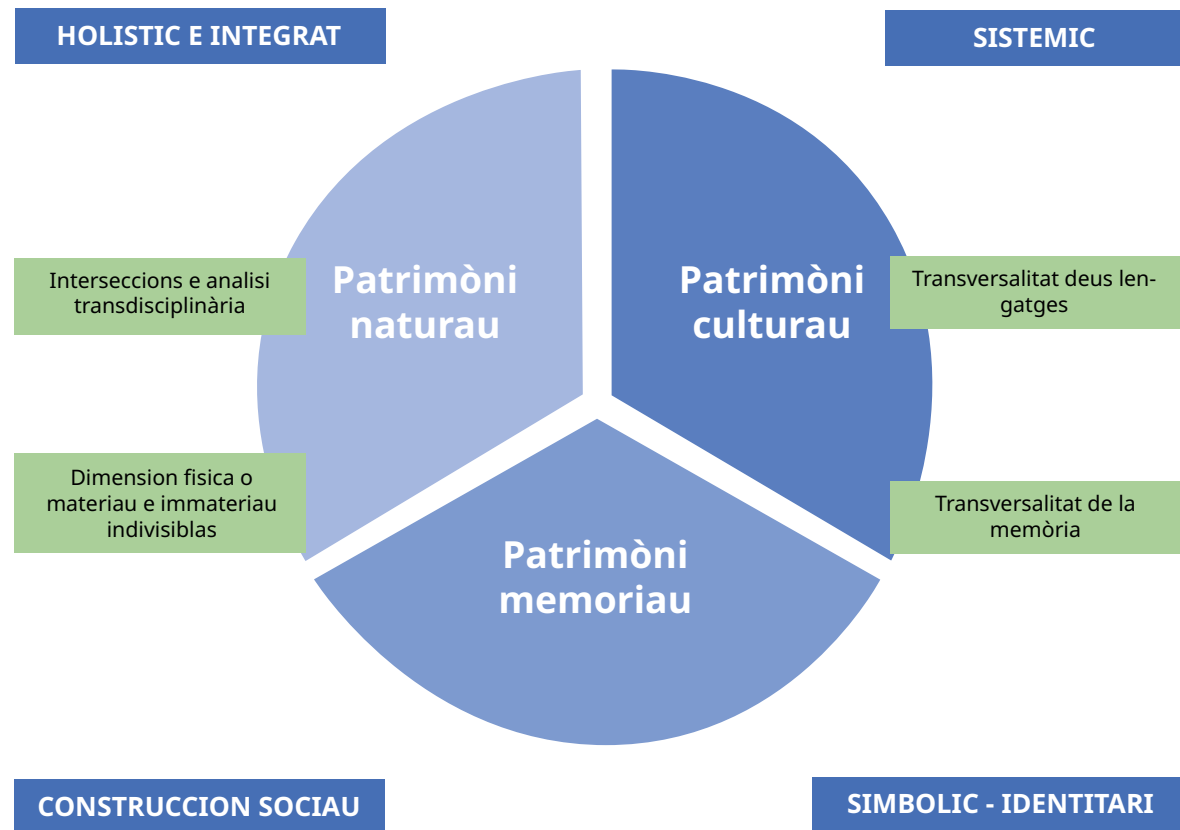 HOLISTIC E INTEGRAT
SISTEMIC
Interseccions e analisi
transdisciplinària
Patrimòni
naturau
Patrimòni
culturau
Transversalitat deus len-
gatges
Dimension fisica o
materiau e immateriau
indivisiblas
Transversalitat de la
memòria
Patrimòni
memoriau
CONSTRUCCION SOCIAU
SIMBOLIC - IDENTITARI